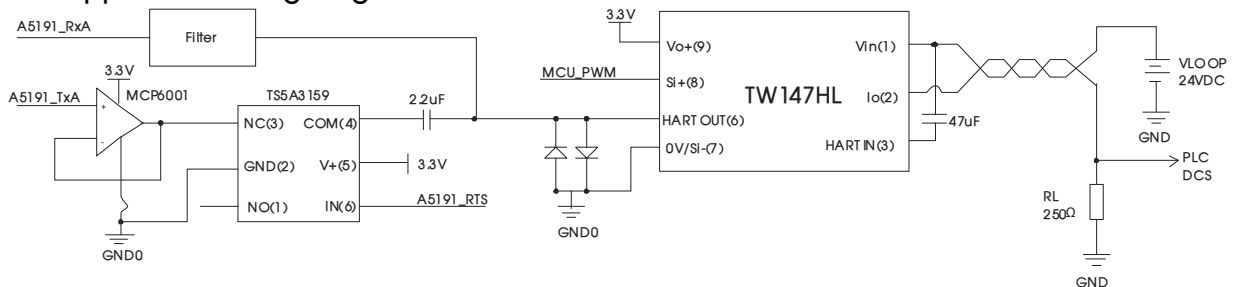 A5191_RxA
Filter
3.3V
MCP6001
A5191_TxA
+
-
TS5A3159
NC(3)
COM(4)
GND(2)
V+(5)
3.3V
NO(1)
IN(6)
A5191_RTS
GND0
2.2uF
GND0
3.3V
MCU_PWM
TW147HL
Vo+(9)
Si+(8)
HART OUT(6)
0V/Si-(7)
Vin(1)
Io(2)
HART IN(3)
47uF
VLOOP
24VDC
GND
PLC
DCS
RL
250Ω
GND